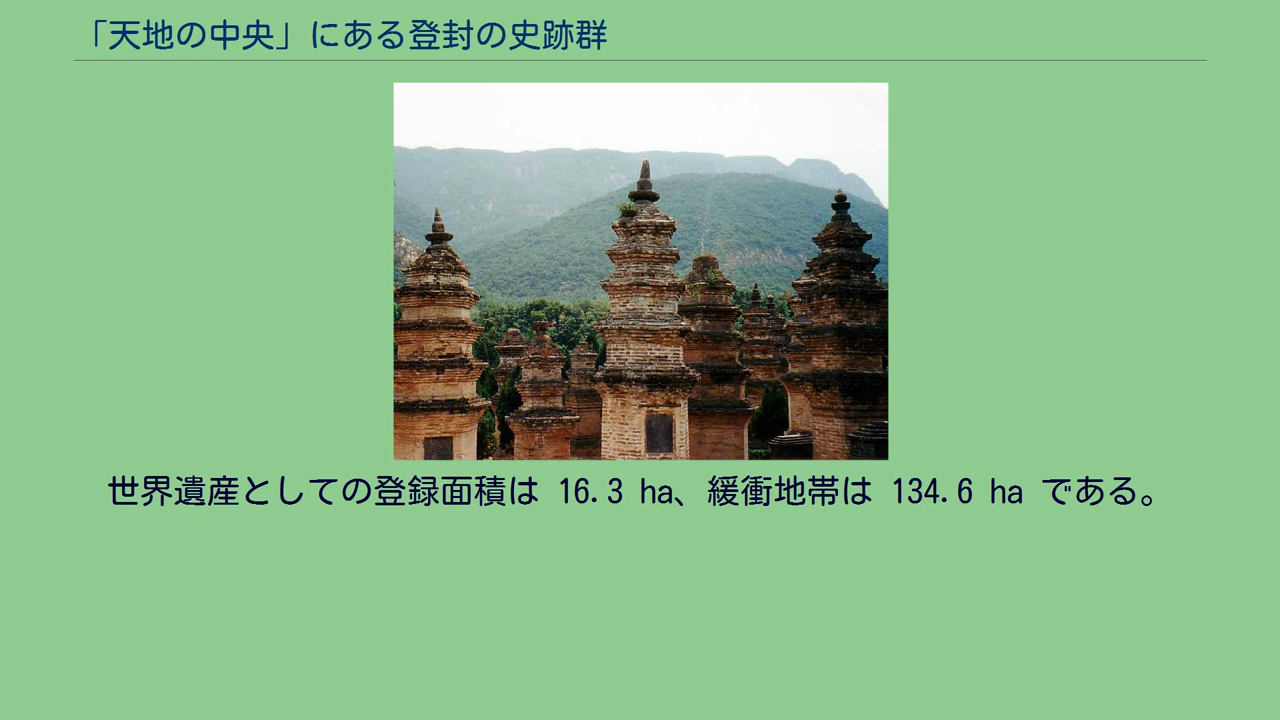 「天地の中央」にある登封の史跡群
世界遺産としての登録面積は 16.3 ha、緩衝地帯は 134.6 ha である。